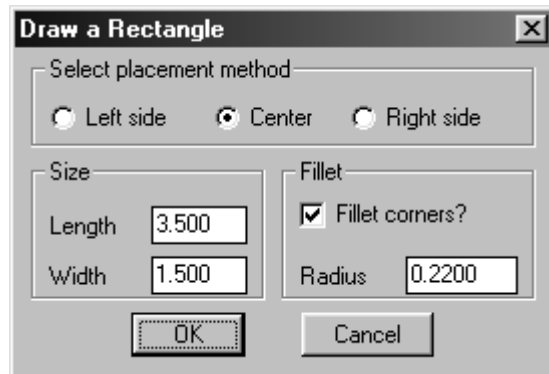 Draw a Rectangle
Select placement method
Left side Center Right side
Size
Length 3.500
Width 1.500
Fillet
Fillet corners?
Radius 0.2200
OK Cancel